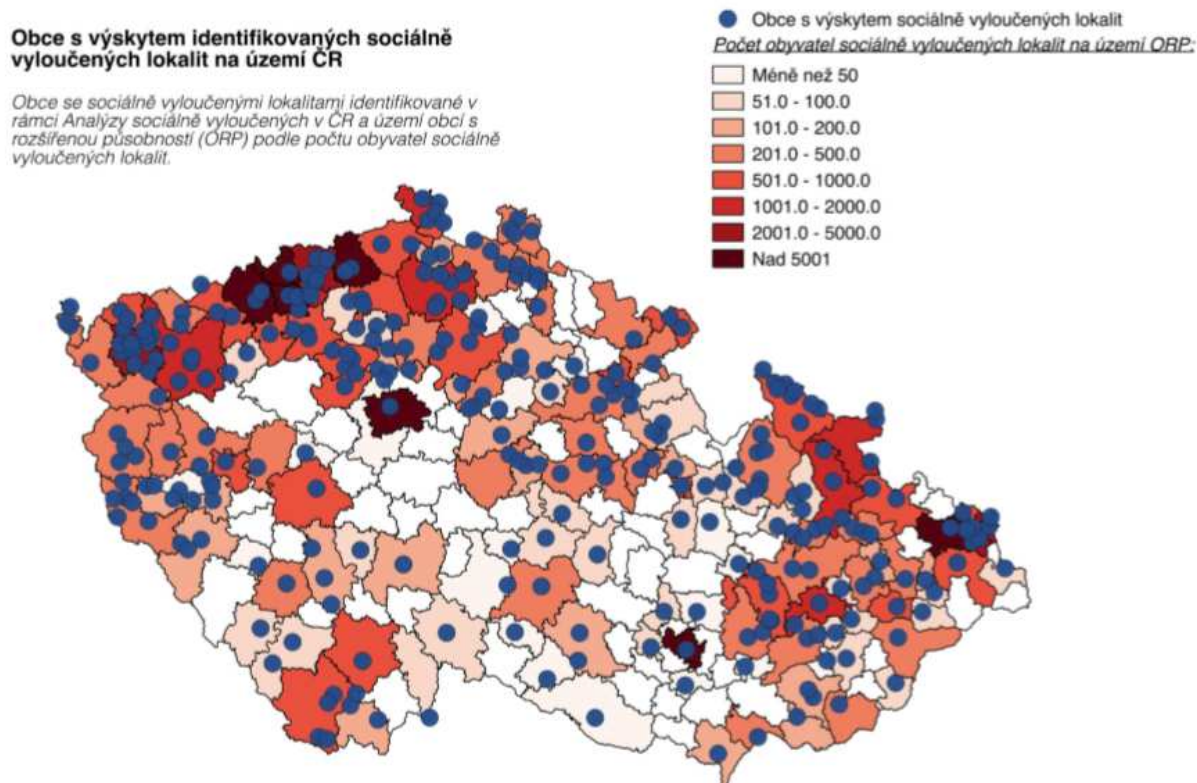 Obce s výskytem identifikovaných sociálně
vyloučených lokalit na území ČR
Obce se sociálně vyloučenými lokalitami identifikované v
rámci Analýzy sociálně vyloučených v ČR a území obcí s
rozšířenou působností (ORP) podle počtu obyvatel sociálně
vyloučených lokalit.
Obce s výskytem sociálně vyloučených lokalit
Počet obyvatel sociálně vyloučených lokalit na území ORP:
Méně než 50
51.0 - 100.0
101.0 - 200.0
201.0 - 500.0
501.0 - 1000.0
1001.0 - 2000.0
2001.0 - 5000.0
Nad 5001